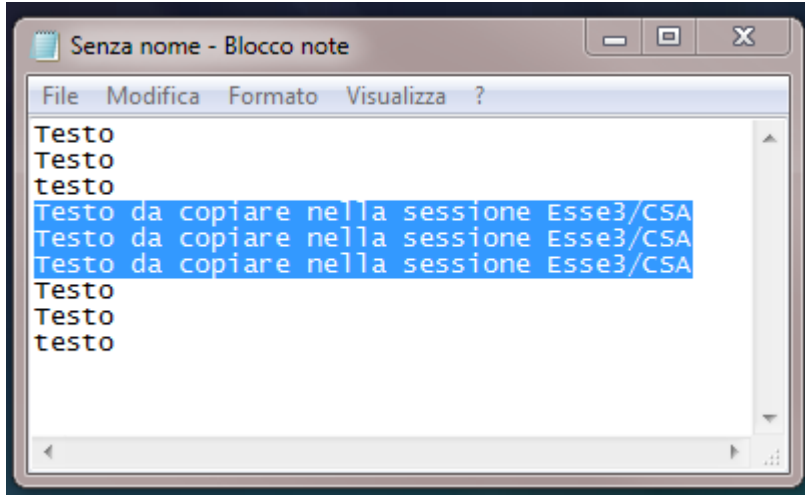 Senza nome - Blocco note
File Modifica Formato Visualizza ?
Testo
Testo
testo
Testo da copiare nella sessione Esse3/CSA
Testo da copiare nella sessione Esse3/CSA
Testo da copiare nella sessione Esse3/CSA
Testo
Testo
testo